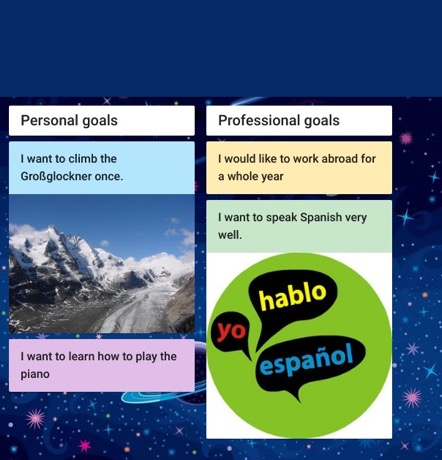 Personal goals
I want to climb the
Großglockner once.
I want to learn how to play the
piano
Professional goals
I would like to work abroad for
a whole year
I want to speak Spanish very
well.
hablo
yo
español